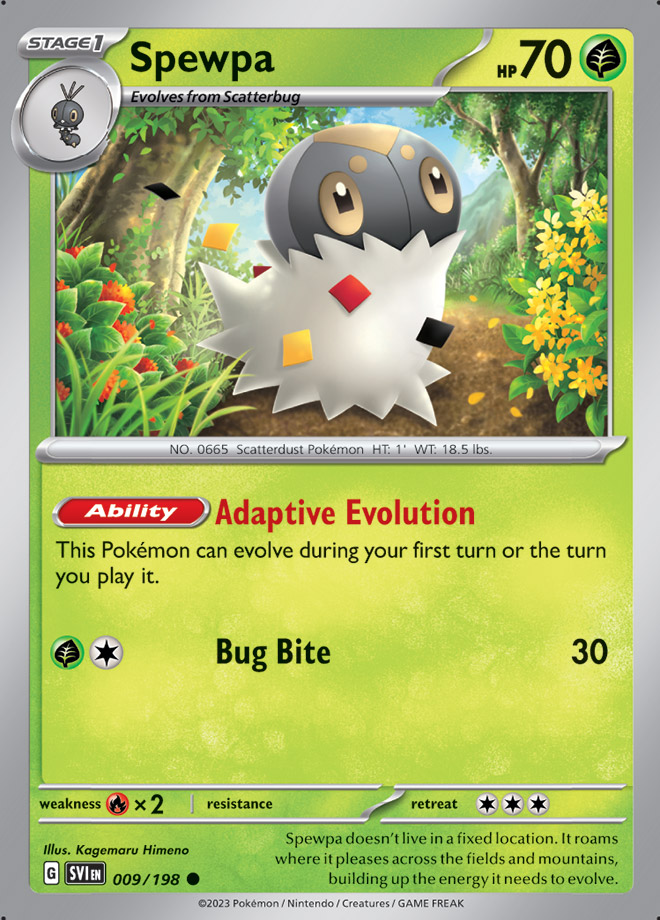 STAGE1
Spewpa
HP70
Evolves from Scatterbug
NO. 0665 Scatterdust Pokémon HT: 1' WT: 18.5 lbs.
Ability Adaptive Evolution
This Pokémon can evolve during your first turn or the turn
you play it.
Bug Bite 30
weakness ×2 resistance retreat
Illus. Kagemaru Himeno
Spewpa doesn't live in a fixed location. It roams
where it pleases across the fields and mountains,
building up the energy it needs to evolve.
G SVI EN 009/198
©2023 Pokémon / Nintendo / Creatures / GAME FREAK